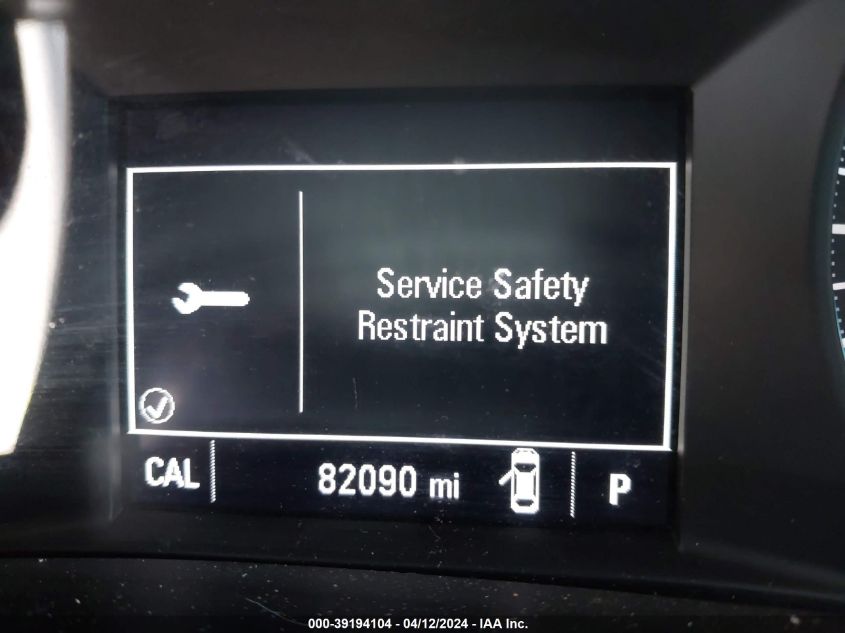 Service Safety
Restraint System
CAL 82090 mi P
000-39194104 - 04/12/2024 - IAA Inc.